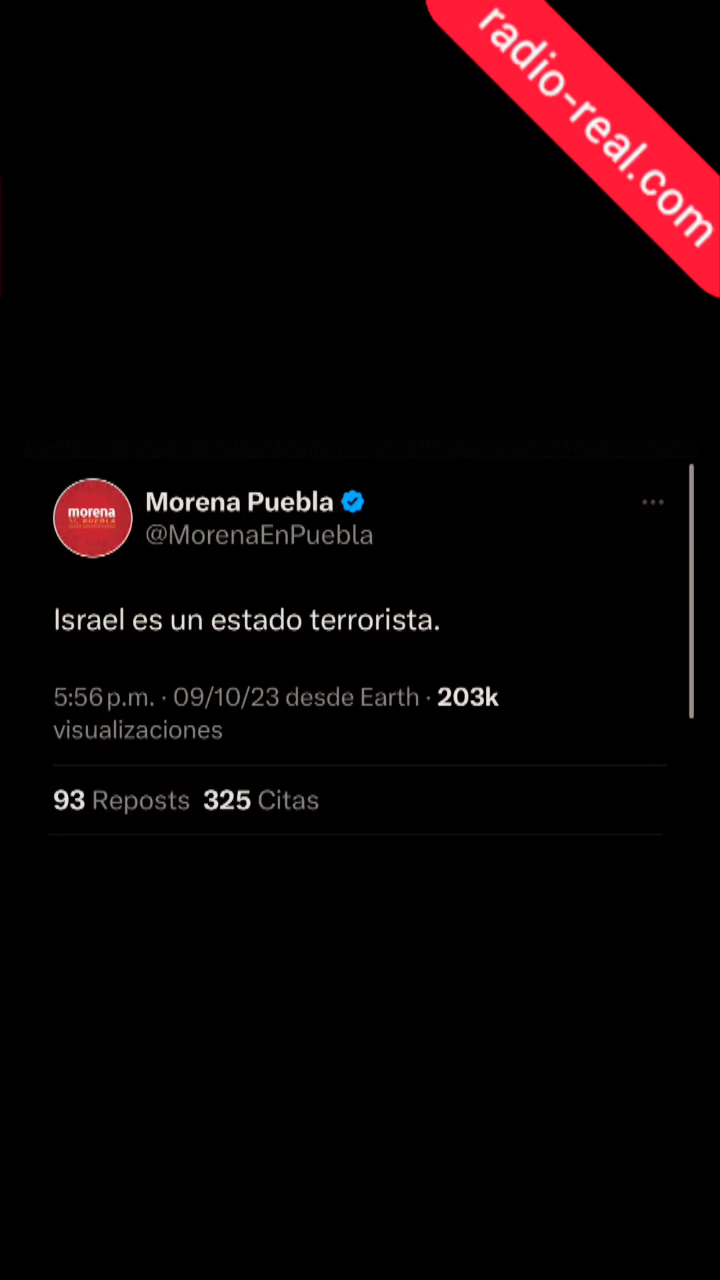 radio-real.com
Morena Puebla
morena
@MorenaEnPuebla
Israel es un estado terrorista.
5:56 p.m. · 09/10/23 desde Earth · 203k
visualizaciones
93 Reposts 325 Citas